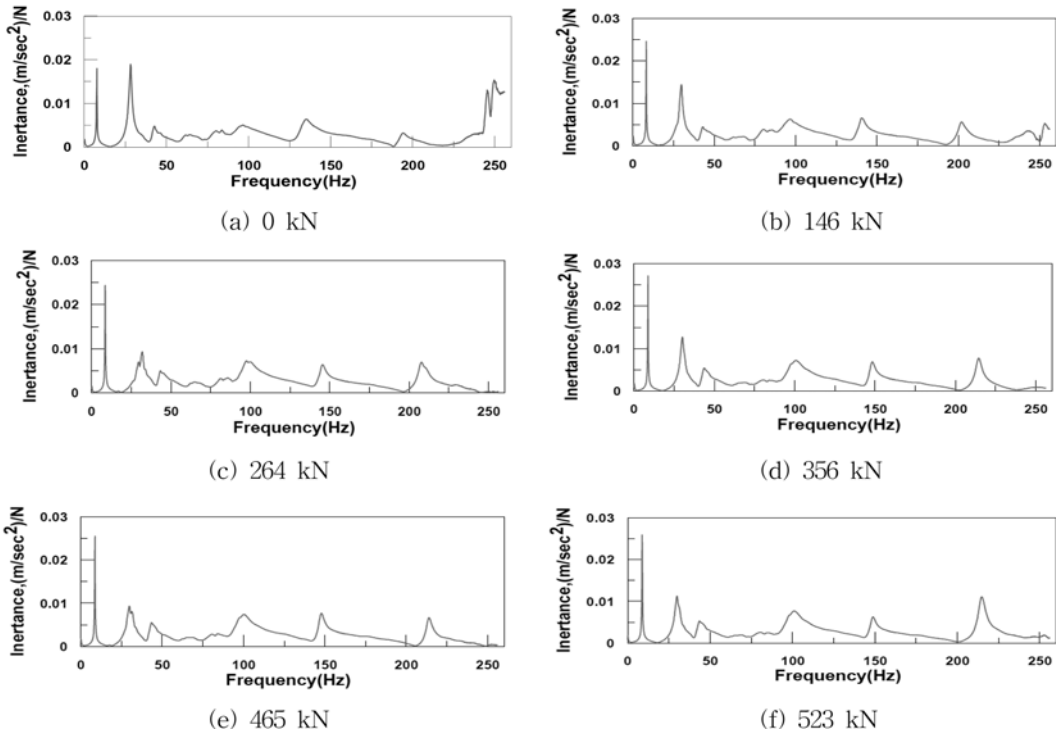 Inertance,(m/sec²)/N
0.03
0.02
0.01
0
0 50 100 150 200 250
Frequency(Hz)
(a) 0 kN
Inertance,(m/sec²)/N
0.03
0.02
0.01
0
0 50 100 150 200 250
Frequency(Hz)
(b) 146 kN
Inertance,(m/sec²)/N
0.03
0.02
0.01
0
0 50 100 150 200 250
Frequency(Hz)
(c) 264 kN
Inertance,(m/sec²)/N
0.03
0.02
0.01
0
0 50 100 150 200 250
Frequency(Hz)
(d) 356 kN
Inertance,(m/sec²)/N
0.03
0.02
0.01
0
0 50 100 150 200 250
Frequency(Hz)
(e) 465 kN
Inertance,(m/sec²)/N
0.03
0.02
0.01
0
0 50 100 150 200 250
Frequency(Hz)
(f) 523 kN